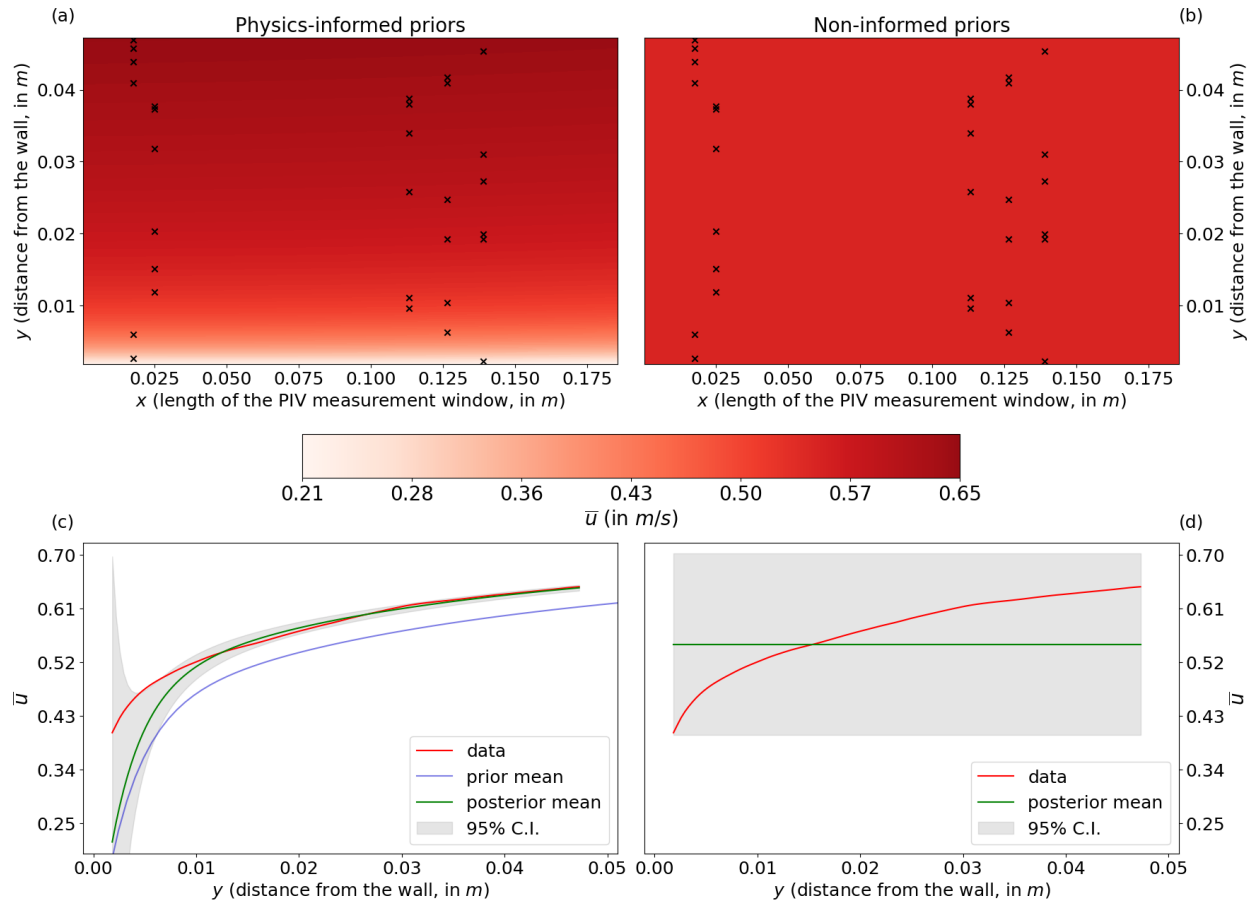 (a)
Physics-informed priors
Non-informed priors
(b)
y (distance from the wall, in m)
0.04
0.03
0.02
0.01
0.04
0.03
0.02
0.01
y (distance from the wall, in m)
0.025 0.050 0.075 0.100 0.125 0.150 0.175
0.025 0.050 0.075 0.100 0.125 0.150 0.175
x (length of the PIV measurement window, in m)
x (length of the PIV measurement window, in m)
0.21 0.28 0.36 0.43 0.50 0.57 0.65
u̅ (in m/s)
(c)
(d)
u̅
0.70
0.61
0.52
0.43
0.34
0.25
data
prior mean
posterior mean
95% C.I.
0.00 0.01 0.02 0.03 0.04 0.05
y (distance from the wall, in m)
data
posterior mean
95% C.I.
0.70
0.61
0.52
0.43
0.34
0.25
u̅
0.00 0.01 0.02 0.03 0.04 0.05
y (distance from the wall, in m)